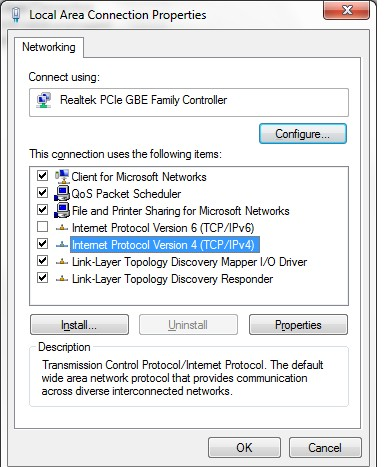 Local Area Connection Properties
Networking
Connect using:
Realtek PCIe GBE Family Controller
Configure...
This connection uses the following items:
Client for Microsoft Networks
QoS Packet Scheduler
File and Printer Sharing for Microsoft Networks
Internet Protocol Version 6 (TCP/IPv6)
Internet Protocol Version 4 (TCP/IPv4)
Link-Layer Topology Discovery Mapper I/O Driver
Link-Layer Topology Discovery Responder
Install... Uninstall Properties
Description
Transmission Control Protocol/Internet Protocol. The default
wide area network protocol that provides communication
across diverse interconnected networks.
OK Cancel